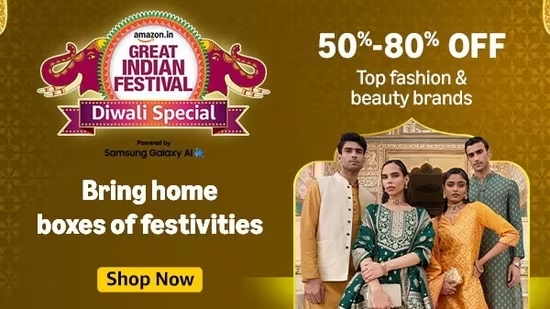 amazon.in
GREAT
INDIAN
FESTIVAL
Diwali Special
Powered by
Samsung Galaxy AI
Bring home
boxes of festivities
Shop Now
50%-80% OFF
Top fashion &
beauty brands